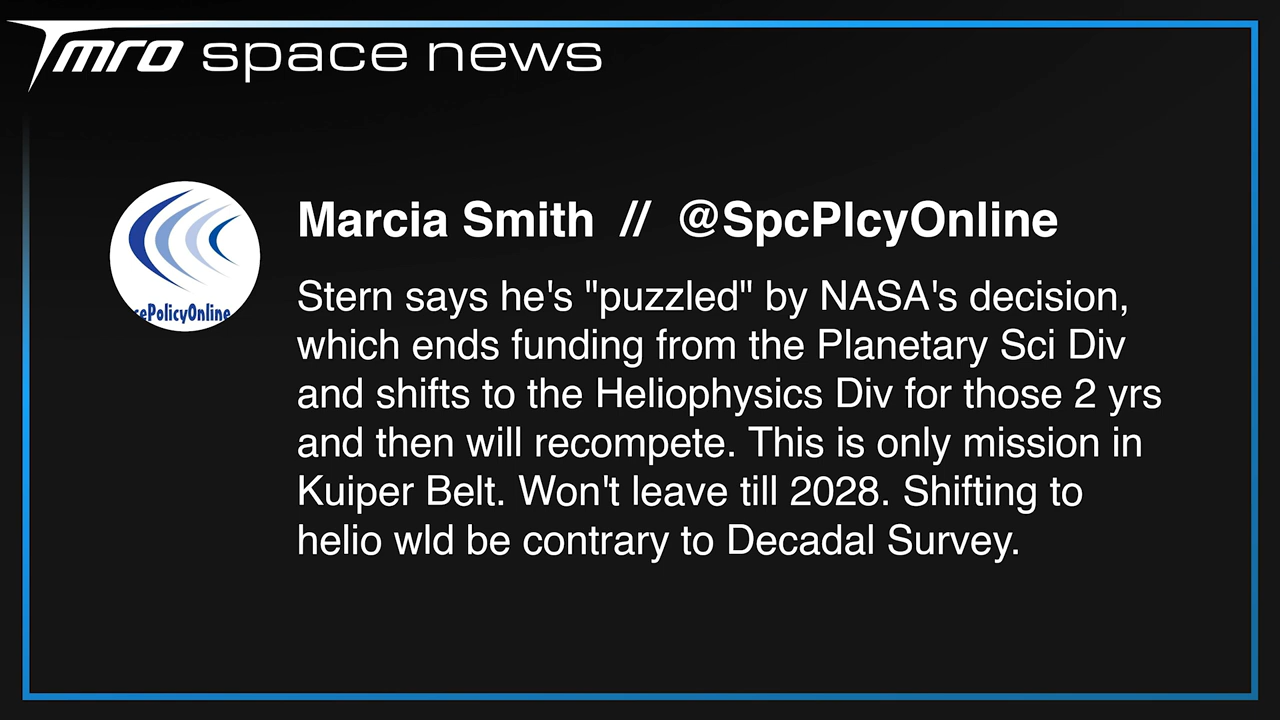 TMRO space news
Marcia Smith // @SpcPlcyOnline
cePolicyOnline
Stern says he's "puzzled" by NASA's decision,
which ends funding from the Planetary Sci Div
and shifts to the Heliophysics Div for those 2 yrs
and then will recompete. This is only mission in
Kuiper Belt. Won't leave till 2028. Shifting to
helio wld be contrary to Decadal Survey.